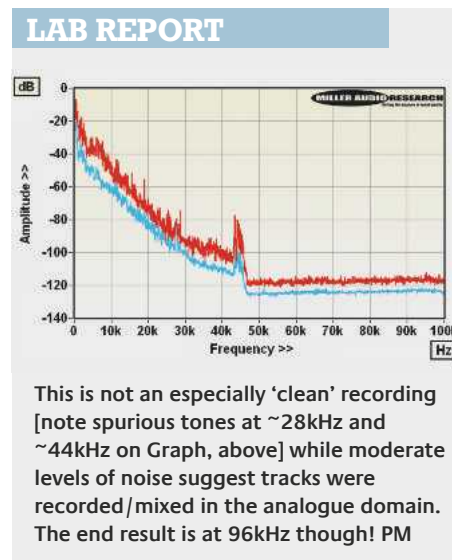 LAB REPORT
dB
MILLER AUDIO RESEARCH
0
-20
-40
-60
-80
-100
-120
-140
Amplitude >>
0 10k 20k 30k 40k 50k 60k 70k 80k 90k 100k
Frequency >>
Hz
This is not an especially ‘clean’ recording
[note spurious tones at ~28kHz and
~44kHz on Graph, above] while moderate
levels of noise suggest tracks were
recorded/mixed in the analogue domain.
The end result is at 96kHz though! PM